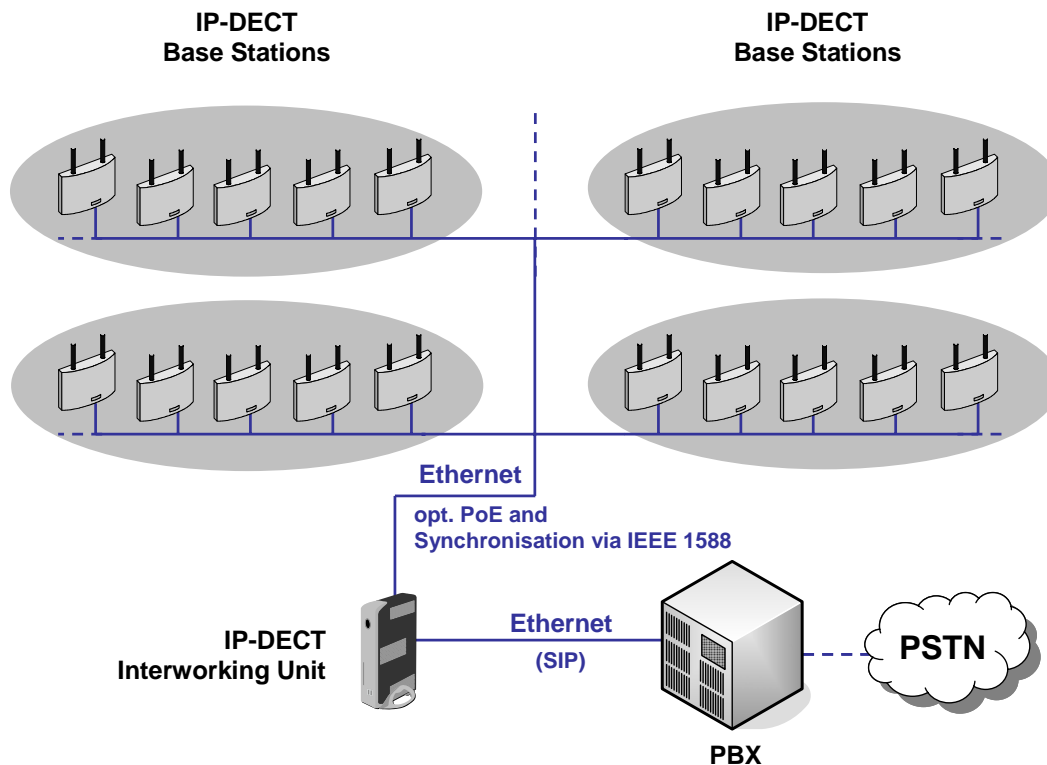 IP-DECT
Base Stations
IP-DECT
Base Stations
Ethernet
opt. PoE and
Synchronisation via IEEE 1588
IP-DECT
Interworking Unit
Ethernet
(SIP)
PSTN
PBX